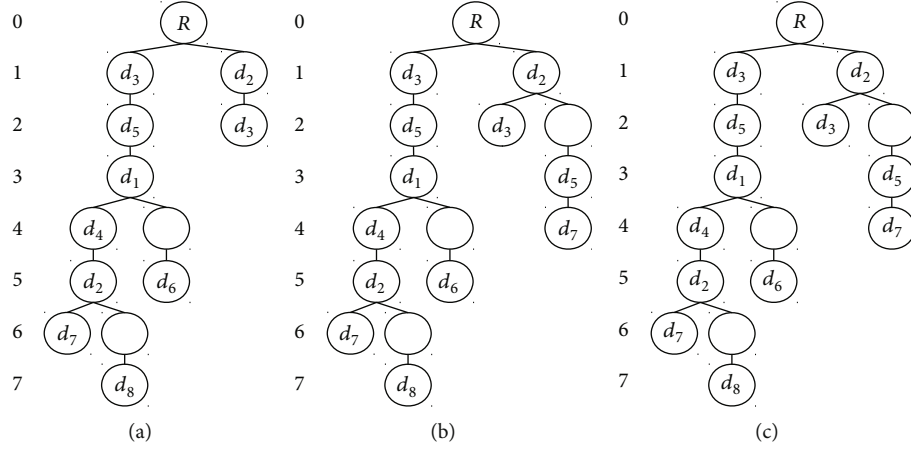 0 R 0 R 0 R
1 d₃ d₂ 1 d₃ d₂ 1 d₃ d₂
2 d₅ d₃ 2 d₅ d₃ 2 d₅ d₃
3 d₁ 3 d₁ d₅ 3 d₁ d₅
4 d₄ 4 d₄ d₇ 4 d₄ d₇
5 d₂ d₆ 5 d₂ d₆ 5 d₂ d₆
6 d₇ 6 d₇ 6 d₇
7 d₈ 7 d₈ 7 d₈
(a) (b) (c)